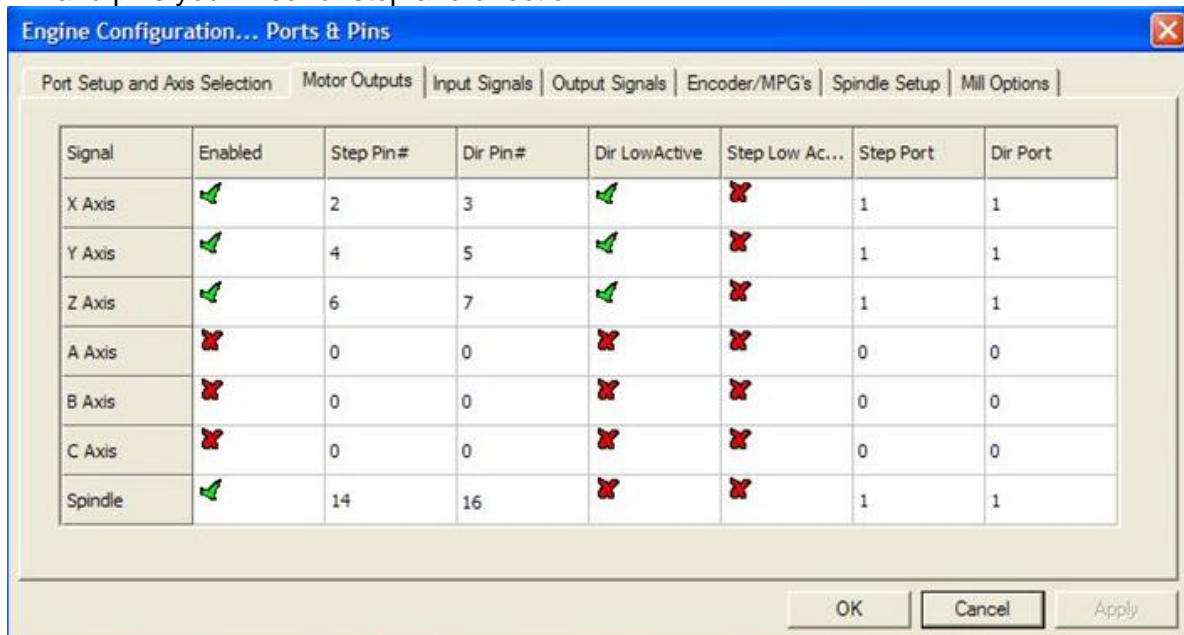 Engine Configuration... Ports & Pins
Port Setup and Axis Selection Motor Outputs Input Signals Output Signals Encoder/MPG's Spindle Setup Mill Options
Signal Enabled Step Pin# Dir Pin# Dir LowActive Step Low Ac... Step Port Dir Port
X Axis 2 3 1 1
Y Axis 4 5 1 1
Z Axis 6 7 1 1
A Axis 0 0 0 0
B Axis 0 0 0 0
C Axis 0 0 0 0
Spindle 14 16 1 1
OK Cancel Apply